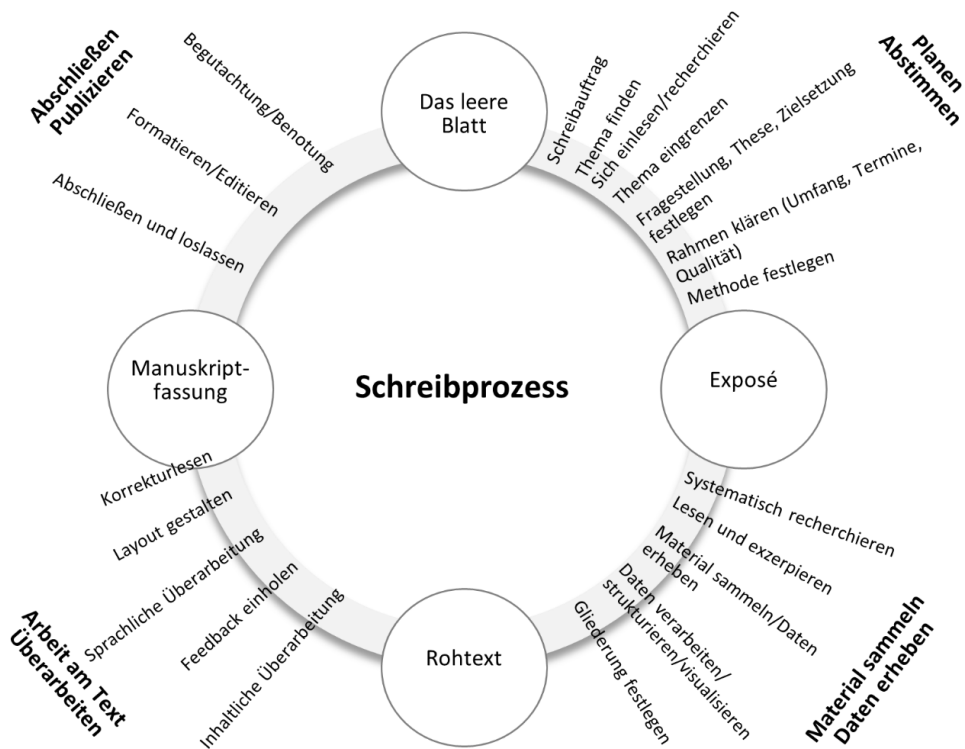 Das leere
Blatt
Schreibauftrag
Thema finden
Sich einlesen/recherchieren
Thema eingrenzen
Fragestellung, These, Zielsetzung
festlegen
Rahmen klären (Umfang, Termine,
Qualität)
Methode festlegen
Planen
Abstimmen
Exposé
Systematisch recherchieren
Lesen und exzerpieren
Material sammeln/Daten
erheben
Daten verarbeiten/
strukturieren/visualisieren
Gliederung festlegen
Material sammeln
Daten erheben
Rohtext
Inhaltliche Überarbeitung
Feedback einholen
Sprachliche Überarbeitung
Layout gestalten
Korrekturlesen
Arbeit am Text
Überarbeiten
Manuskript-
fassung
Abschließen und loslassen
Formatieren/Editieren
Begutachtung/Benotung
Abschließen
Publizieren
Schreibprozess